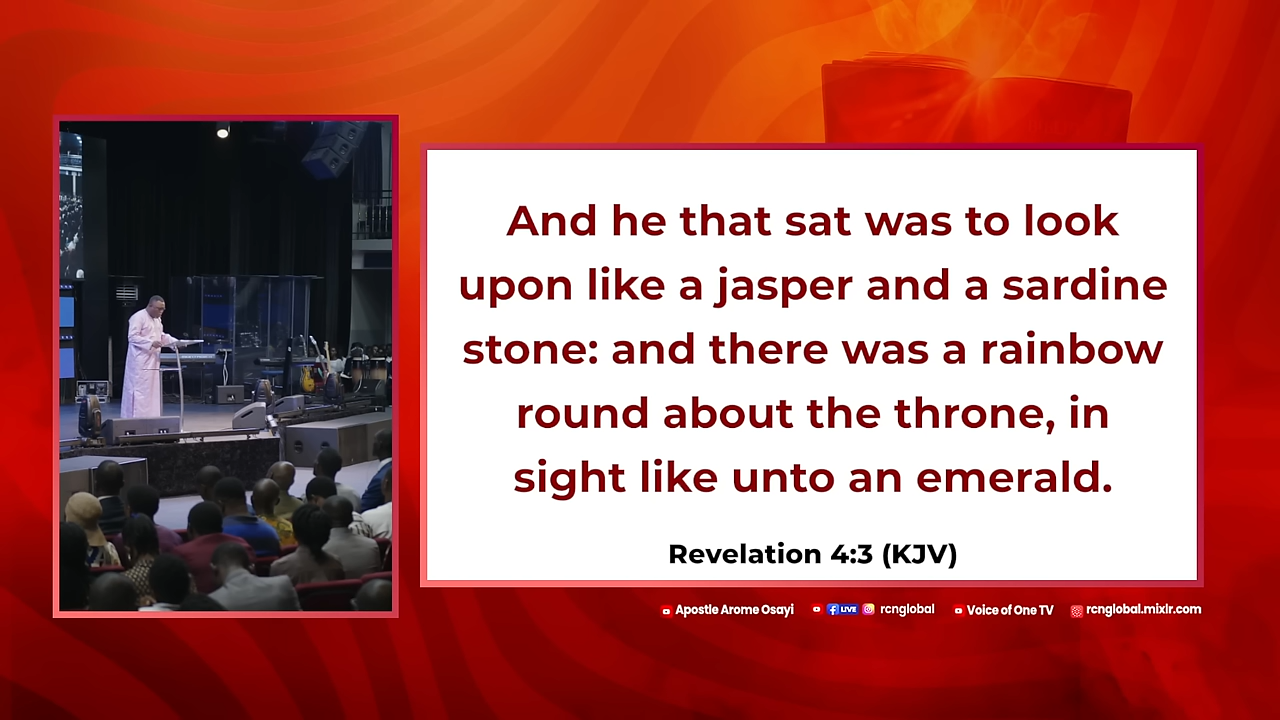 And he that sat was to look
upon like a jasper and a sardine
stone: and there was a rainbow
round about the throne, in
sight like unto an emerald.
Revelation 4:3 (KJV)
Apostle Arome Osayi LIVE rcnglobal Voice of One TV rcnglobal.mixlr.com